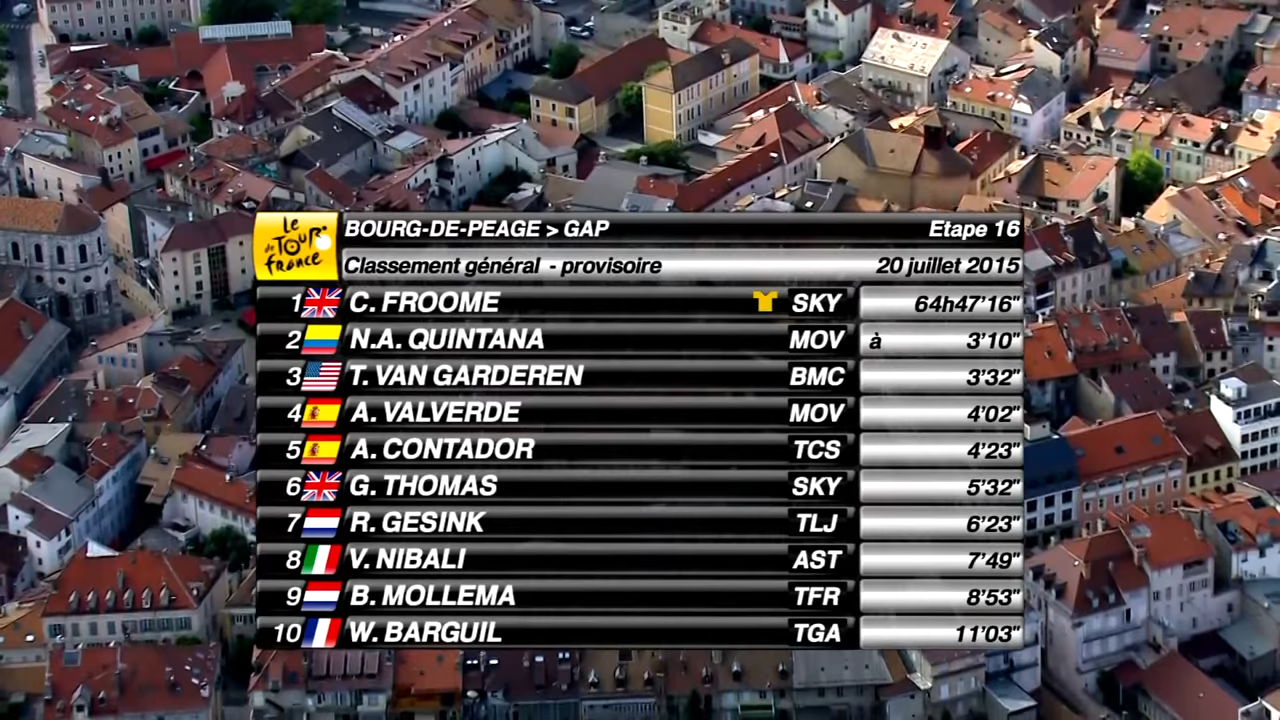 Le
de TOUR
france
BOURG-DE-PEAGE > GAP Etape 16
Classement général - provisoire 20 juillet 2015
1 C. FROOME SKY 64h47'16"
2 N.A. QUINTANA MOV à 3'10"
3 T. VAN GARDEREN BMC 3'32"
4 A. VALVERDE MOV 4'02"
5 A. CONTADOR TCS 4'23"
6 G. THOMAS SKY 5'32"
7 R. GESINK TLJ 6'23"
8 V. NIBALI AST 7'49"
9 B. MOLLEMA TFR 8'53"
10 W. BARGUIL TGA 11'03"